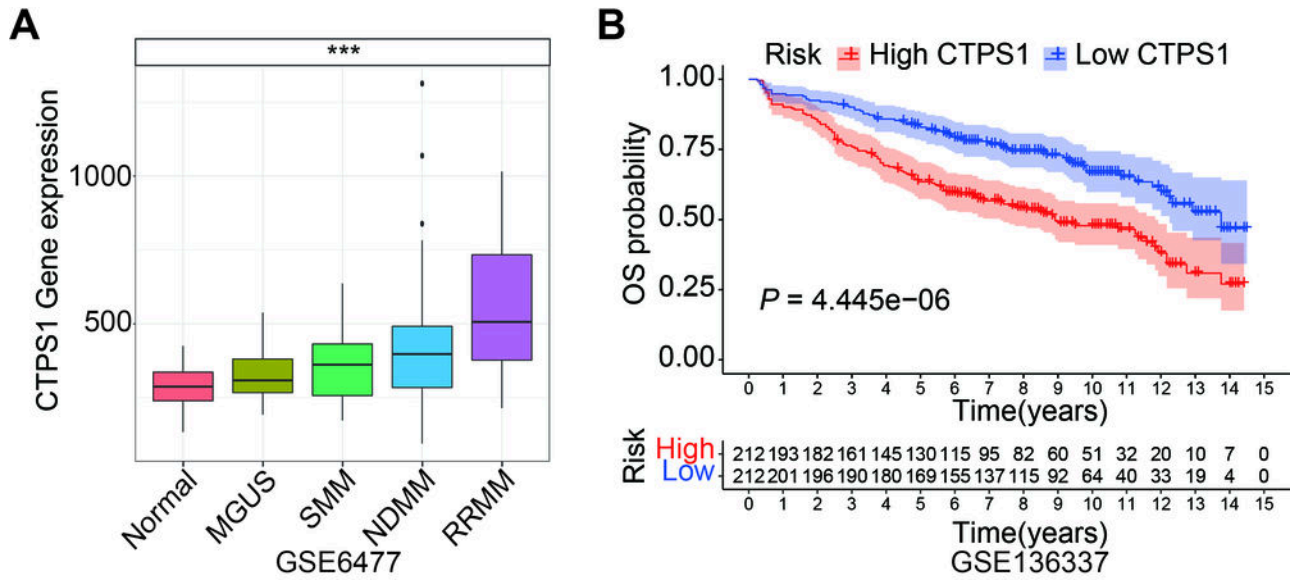 A
***
CTPS1 Gene expression
1000
500
Normal
MGUS
SMM
NDMM
RRMM
GSE6477
B
Risk High CTPS1 Low CTPS1
OS probability
1.00
0.75
0.50
0.25
0.00
P = 4.445e−06
0 1 2 3 4 5 6 7 8 9 10 11 12 13 14 15
Time(years)
Risk
High 212 193 182 161 145 130 115 95 82 60 51 32 20 10 7 0
Low 212 201 196 190 180 169 155 137 115 92 64 40 33 19 4 0
0 1 2 3 4 5 6 7 8 9 10 11 12 13 14 15
Time(years)
GSE136337